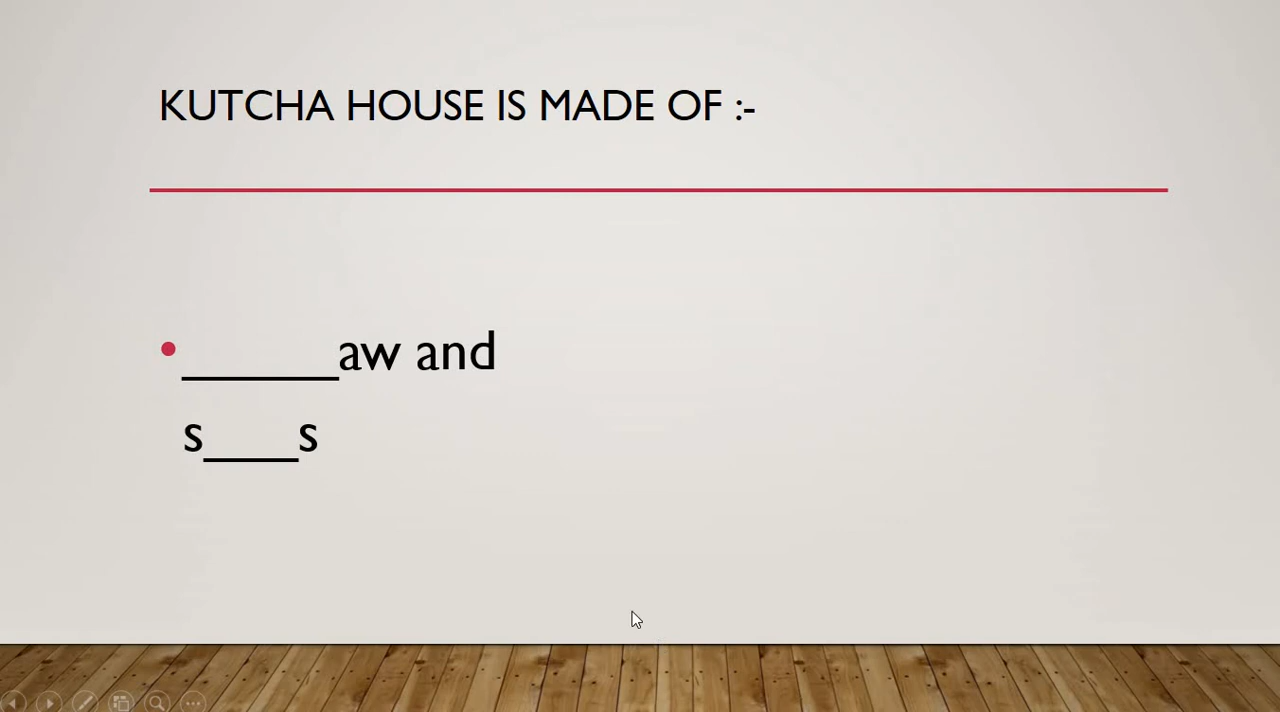 KUTCHA HOUSE IS MADE OF :-
•______aw and
s____s